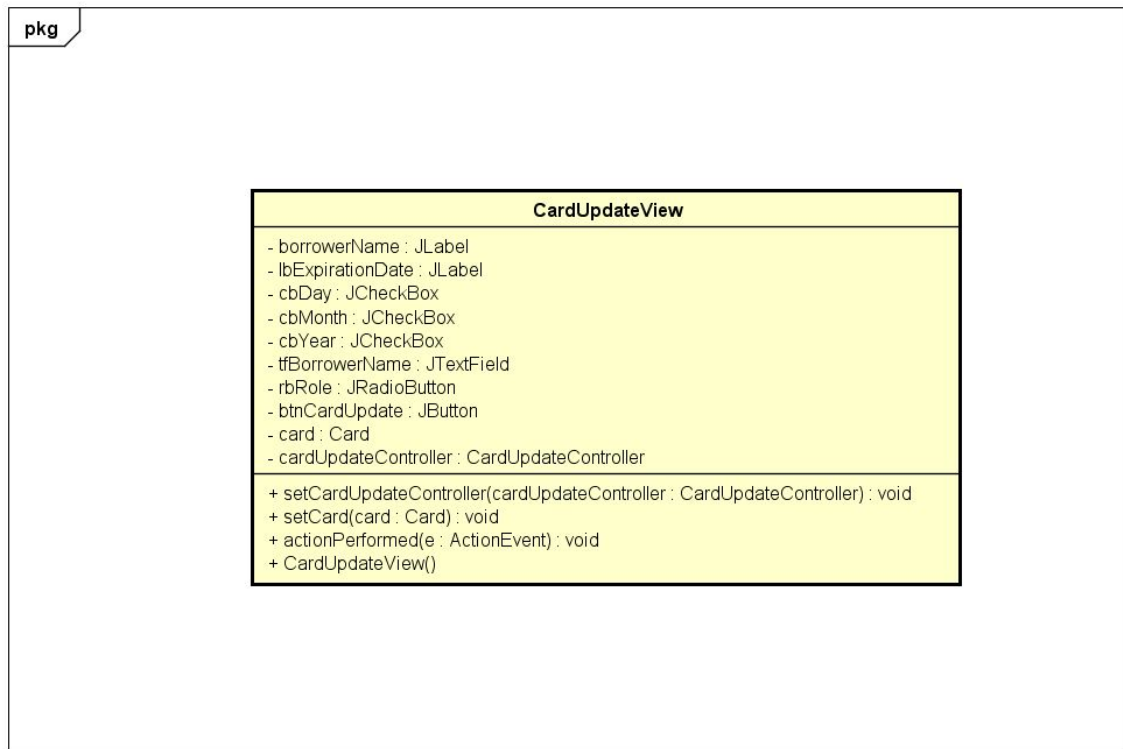 pkg
CardUpdateView
- borrowerName : JLabel
- lbExpirationDate : JLabel
- cbDay : JCheckBox
- cbMonth : JCheckBox
- cbYear : JCheckBox
- tfBorrowerName : JTextField
- rbRole : JRadioButton
- btnCardUpdate : JButton
- card : Card
- cardUpdateController : CardUpdateController
+ setCardUpdateController(cardUpdateController : CardUpdateController) : void
+ setCard(card : Card) : void
+ actionPerformed(e : ActionEvent) : void
+ CardUpdateView()